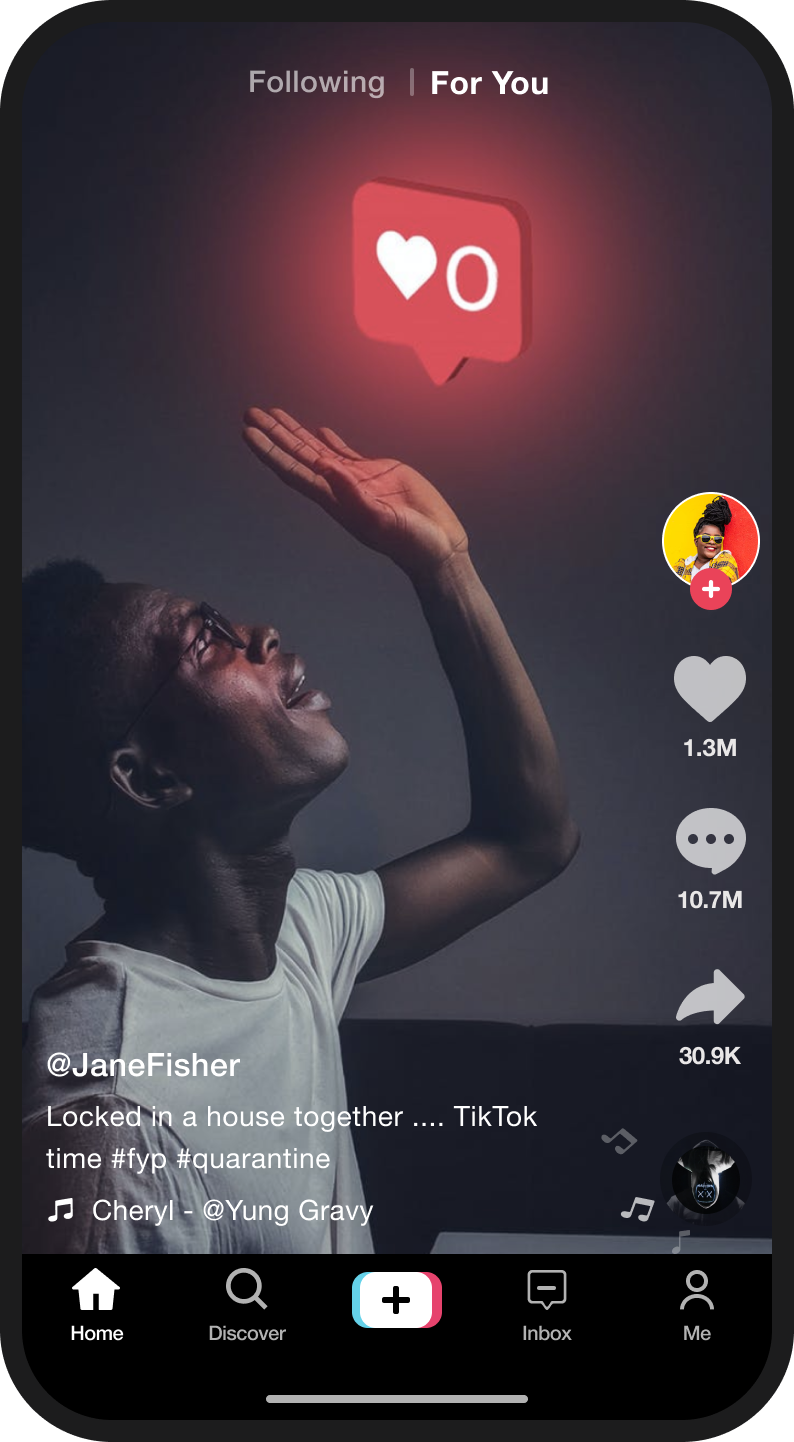 Following | For You
0
1.3M
10.7M
30.9K
@JaneFisher
Locked in a house together .... TikTok
time #fyp #quarantine
Cheryl - @Yung Gravy
Home Discover Inbox Me